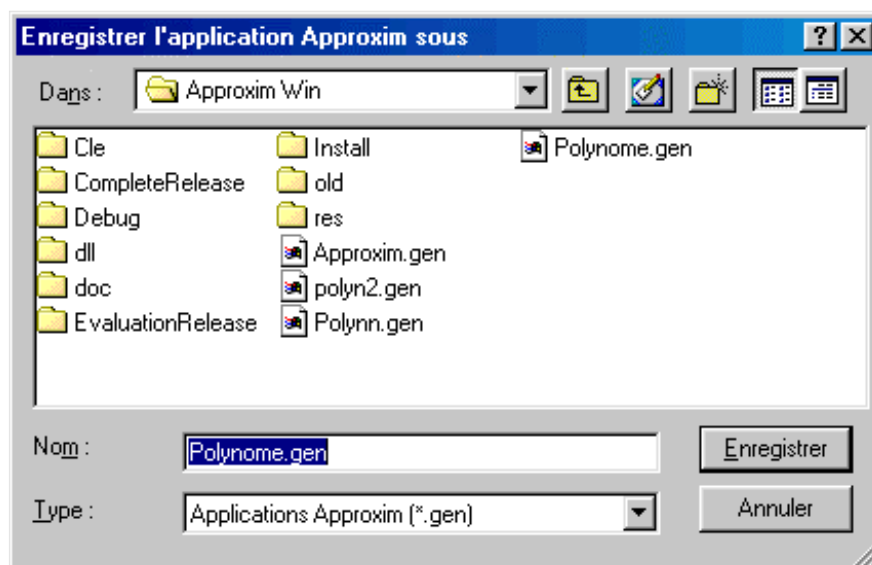 Enregistrer l'application Approxim sous
Dans : Approxim Win
Cle Install Polynome.gen
CompleteRelease old
Debug res
dll Approxim.gen
doc polyn2.gen
EvaluationRelease Polynn.gen
Nom : Polynome.gen Enregistrer
Type : Applications Approxim (*.gen) Annuler